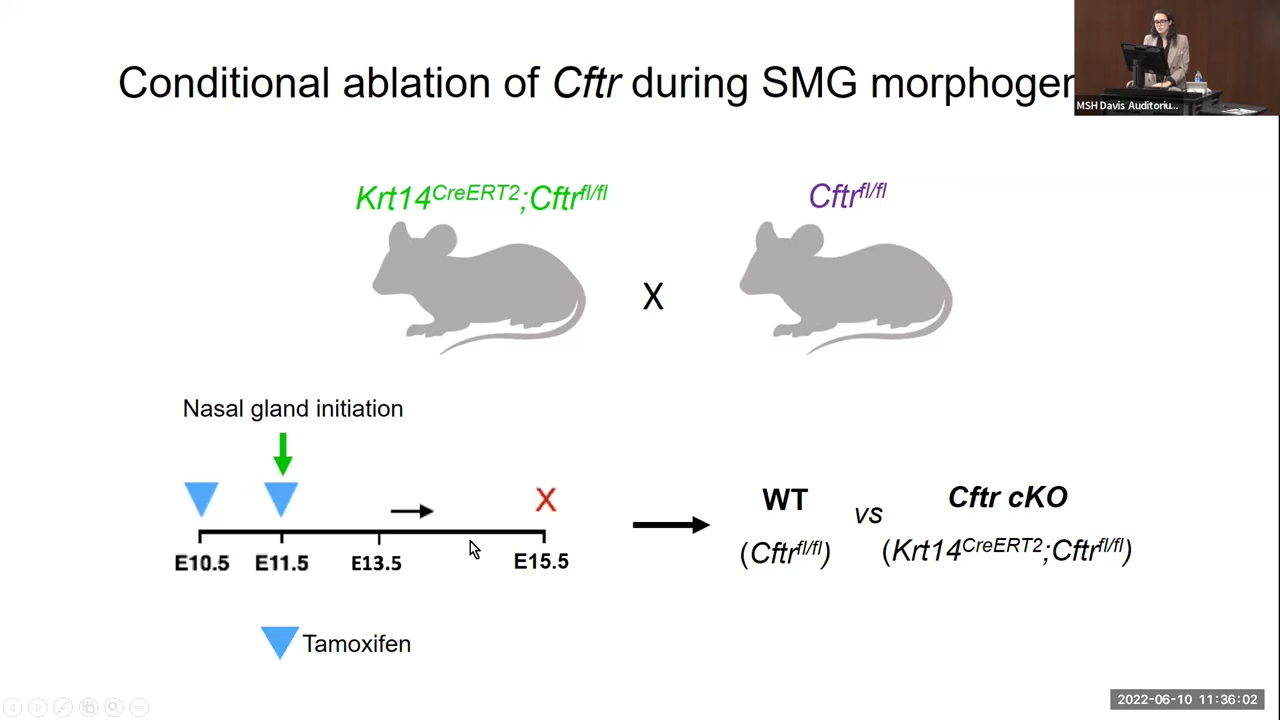 Conditional ablation of Cftr during SMG morphogen
MSH Davis Auditoriu...
Krt14CreERT2;Cftrfl/fl
Cftrfl/fl
X
Nasal gland initiation
X
E10.5 E11.5 E13.5 E15.5
WT vs Cftr cKO
(Cftrfl/fl) (Krt14CreERT2;Cftrfl/fl)
Tamoxifen
2022-06-10 11:36:02